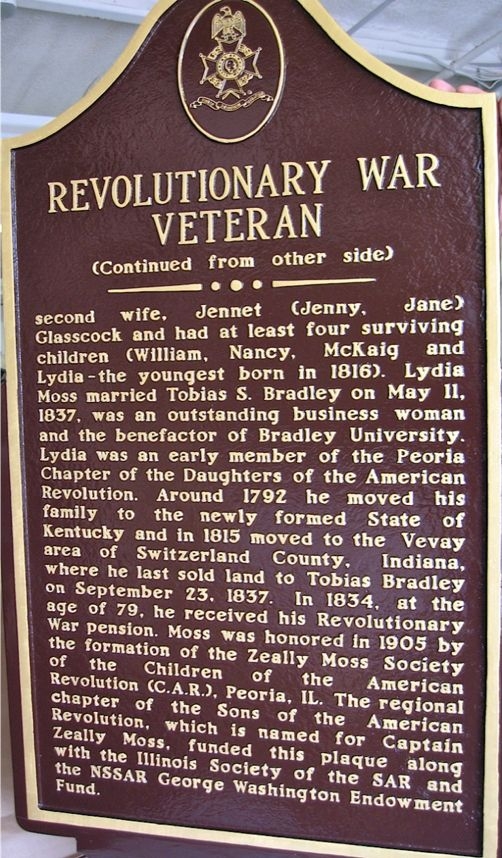 REVOLUTIONARY WAR
VETERAN
(Continued from other side)
second wife, Jennet (Jenny, Jane)
Glasscock and had at least four surviving
children (William, Nancy, McKaig and
Lydia-the youngest born in 1816). Lydia
Moss married Tobias S. Bradley on May 11,
1837, was an outstanding business woman
and the benefactor of Bradley University.
Lydia was an early member of the Peoria
Chapter of the Daughters of the American
Revolution. Around 1792 he moved his
family to the newly formed State of
Kentucky and in 1815 moved to the Vevay
area of Switzerland County, Indiana,
where he last sold land to Tobias Bradley
on September 23, 1837. In 1834, at the
age of 79, he received his Revolutionary
War pension. Moss was honored in 1905 by
the formation of the Zeally Moss Society
of the Children of the American
Revolution (C.A.R.), Peoria, IL. The regional
chapter of the Sons of the American
Revolution, which is named for Captain
Zeally Moss, funded this plaque along
with the Illinois Society of the SAR and
the NSSAR George Washington Endowment
Fund.